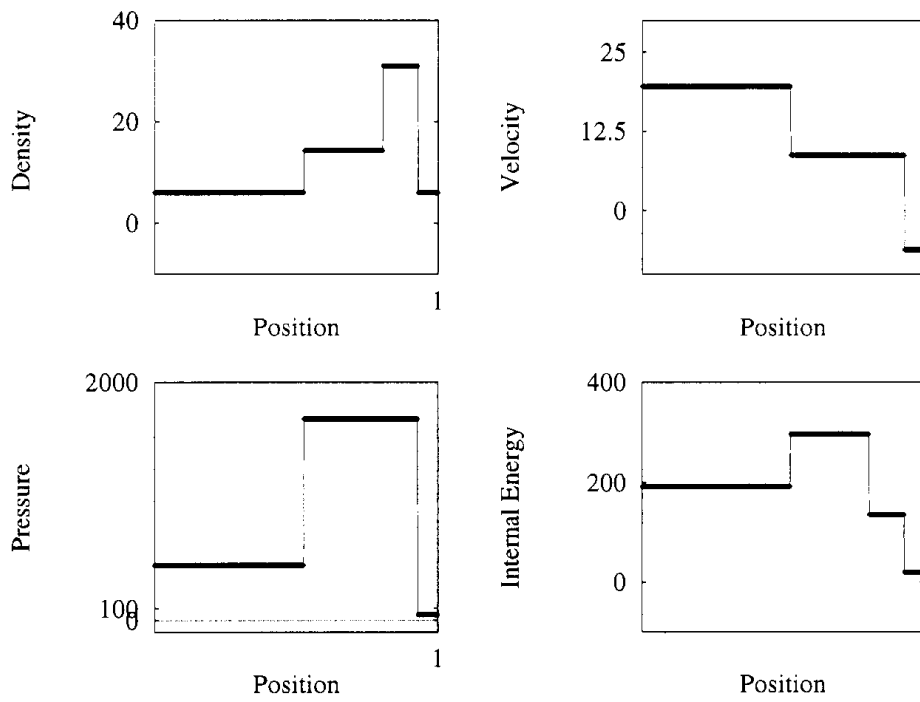 40
20
0
Density
1
Position
25
12.5
0
Velocity
Position
2000
100
0
Pressure
1
Position
400
200
0
Internal Energy
Position